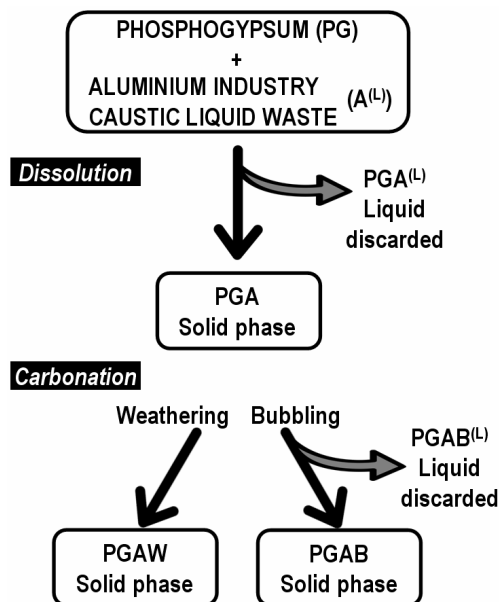 PHOSPHOGYPSUM (PG)
+
ALUMINIUM INDUSTRY
CAUSTIC LIQUID WASTE (A(L))
Dissolution
PGA(L)
Liquid
discarded
PGA
Solid phase
Carbonation
Weathering Bubbling
PGAB(L)
Liquid
discarded
PGAW
Solid phase
PGAB
Solid phase